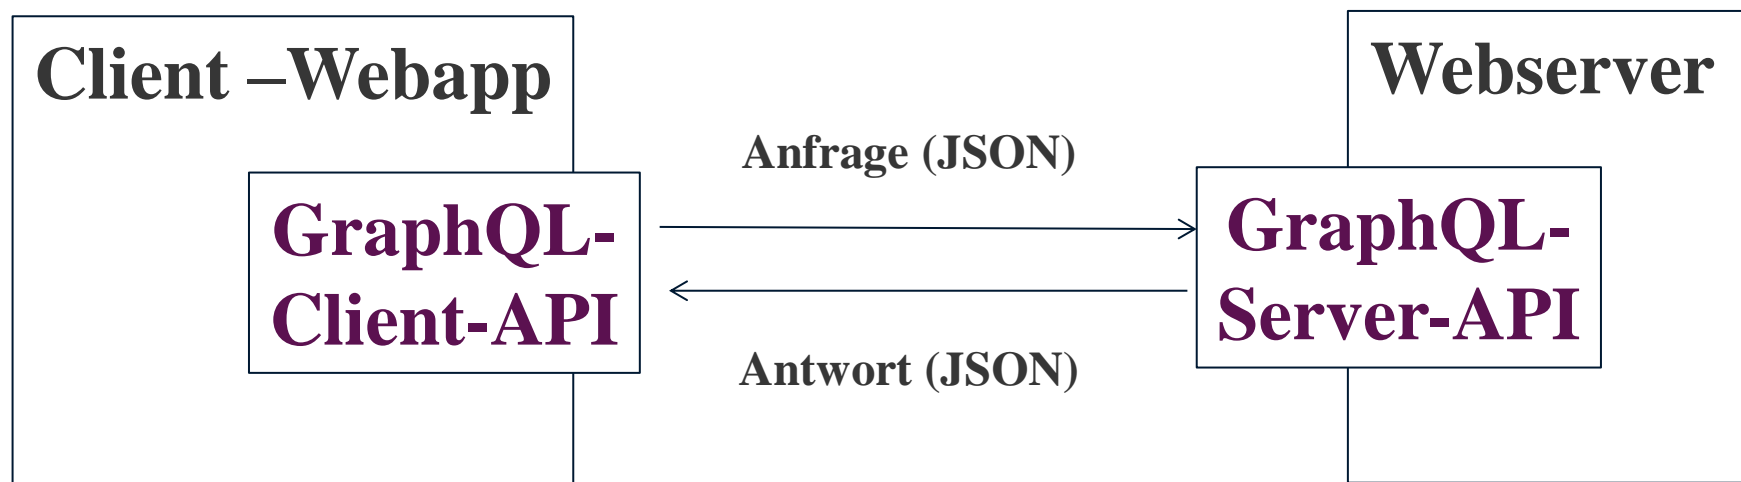 Client –Webapp
Webserver
Anfrage (JSON)
GraphQL-
Client-API
GraphQL-
Server-API
Antwort (JSON)